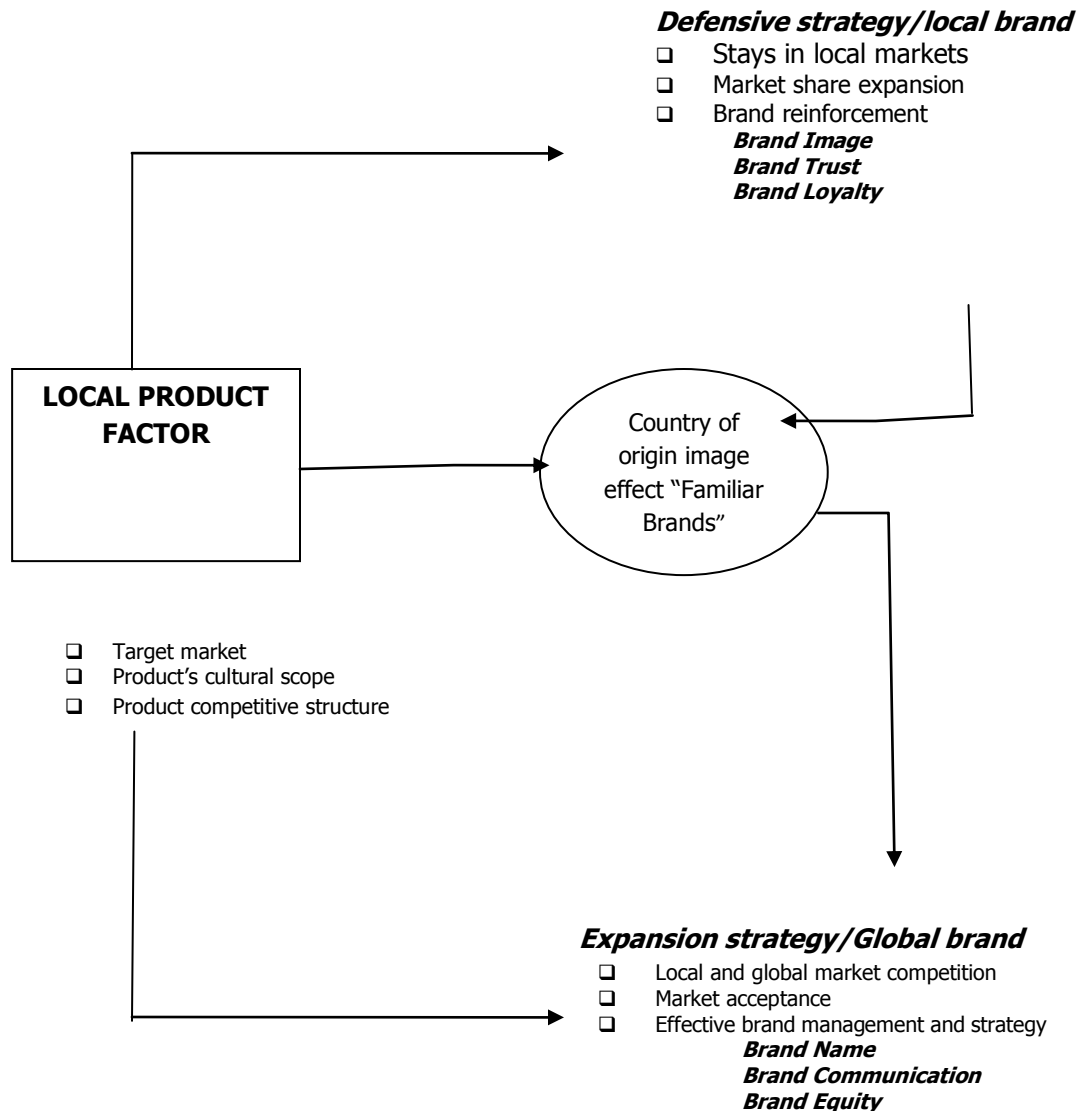 Defensive strategy/local brand
❑ Stays in local markets
❑ Market share expansion
❑ Brand reinforcement
Brand Image
Brand Trust
Brand Loyalty
LOCAL PRODUCT
FACTOR
Country of
origin image
effect “Familiar
Brands”
❑ Target market
❑ Product’s cultural scope
❑ Product competitive structure
Expansion strategy/Global brand
❑ Local and global market competition
❑ Market acceptance
❑ Effective brand management and strategy
Brand Name
Brand Communication
Brand Equity